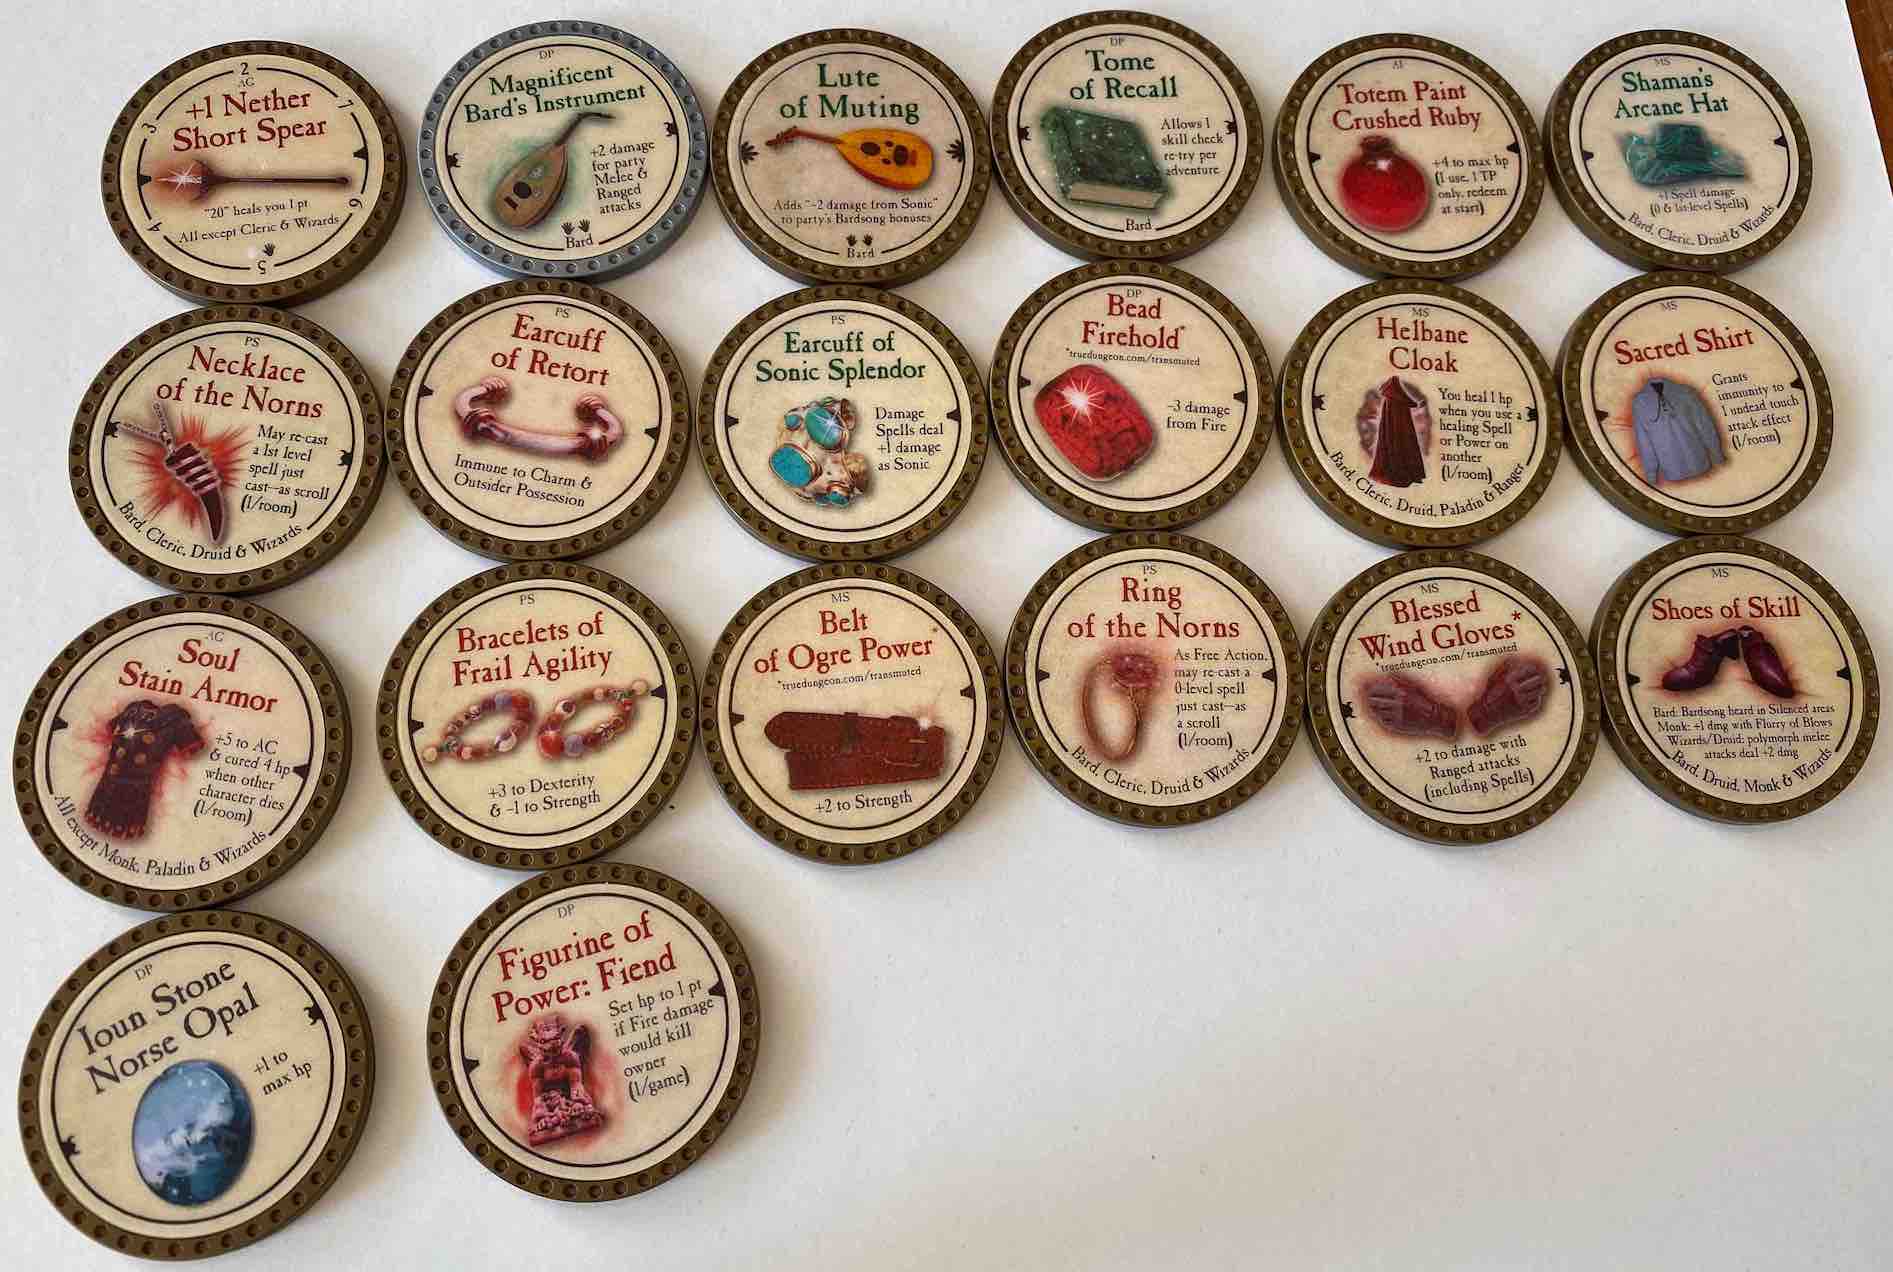 2
AG
+1 Nether
Short Spear
3
7
4
6
"20" heals you 1 pt
All except Cleric & Wizards
5
DP
Magnificent
Bard's Instrument
+2 damage
for party
Melee &
Ranged
attacks
Bard
Lute
of Muting
Adds "-2 damage from Sonic"
to party's Bardsong bonuses
Bard
DP
Tome
of Recall
Allows 1
skill check
re-try per
adventure
Bard
AI
Totem Paint
Crushed Ruby
+4 to max hp
(1 use, 1 TP
only, redeem
at start)
MS
Shaman's
Arcane Hat
+1 Spell damage
(0 & 1st-level Spells)
Bard, Cleric, Druid & Wizards
PS
Necklace
of the Norns
May re-cast
a 1st level
spell just
cast—as scroll
(1/room)
Bard, Cleric, Druid & Wizards
PS
Earcuff
of Retort
Immune to Charm &
Outsider Possession
PS
Earcuff of
Sonic Splendor
Damage
Spells deal
+1 damage
as Sonic
DP
Bead
Firehold*
*truedungeon.com/transmuted
-3 damage
from Fire
MS
Helbane
Cloak
You heal 1 hp
when you use a
healing Spell
or Power on
another
(1/room)
Bard, Cleric, Druid, Paladin & Ranger
MS
Sacred Shirt
Grants
immunity to
1 undead touch
attack effect
(1/room)
AG
Soul
Stain Armor
+5 to AC
& cured 4 hp
when other
character dies
(1/room)
All except Monk, Paladin & Wizards
PS
Bracelets of
Frail Agility
+3 to Dexterity
& -1 to Strength
MS
Belt
of Ogre Power*
*truedungeon.com/transmuted
+2 to Strength
PS
Ring
of the Norns
As Free Action,
may re-cast a
0-level spell
just cast—as
a scroll
(1/room)
Bard, Cleric, Druid & Wizards
MS
Blessed
Wind Gloves*
*truedungeon.com/transmuted
+2 to damage with
Ranged attacks
(including Spells)
MS
Shoes of Skill
Bard: Bardsong heard in Silenced areas
Monk: +1 dmg with Flurry of Blows
Wizards/Druid: polymorph melee
attacks deal +2 dmg
Bard, Druid, Monk & Wizards
DP
Ioun Stone
Norse Opal
+1 to
max hp
DP
Figurine of
Power: Fiend
Set hp to 1 pt
if Fire damage
would kill
owner
(1/game)